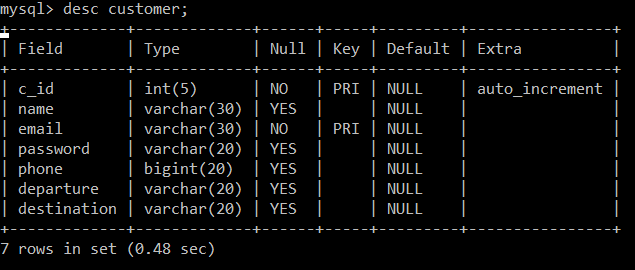 mysql> desc customer;
+-------------+-------------+------+-----+---------+----------------+
| Field       | Type        | Null | Key | Default | Extra          |
+-------------+-------------+------+-----+---------+----------------+
| c_id        | int(5)      | NO   | PRI | NULL    | auto_increment |
| name        | varchar(30) | YES  |     | NULL    |                |
| email       | varchar(30) | NO   | PRI | NULL    |                |
| password    | varchar(20) | YES  |     | NULL    |                |
| phone       | bigint(20)  | YES  |     | NULL    |                |
| departure   | varchar(20) | YES  |     | NULL    |                |
| destination | varchar(20) | YES  |     | NULL    |                |
+-------------+-------------+------+-----+---------+----------------+
7 rows in set (0.48 sec)